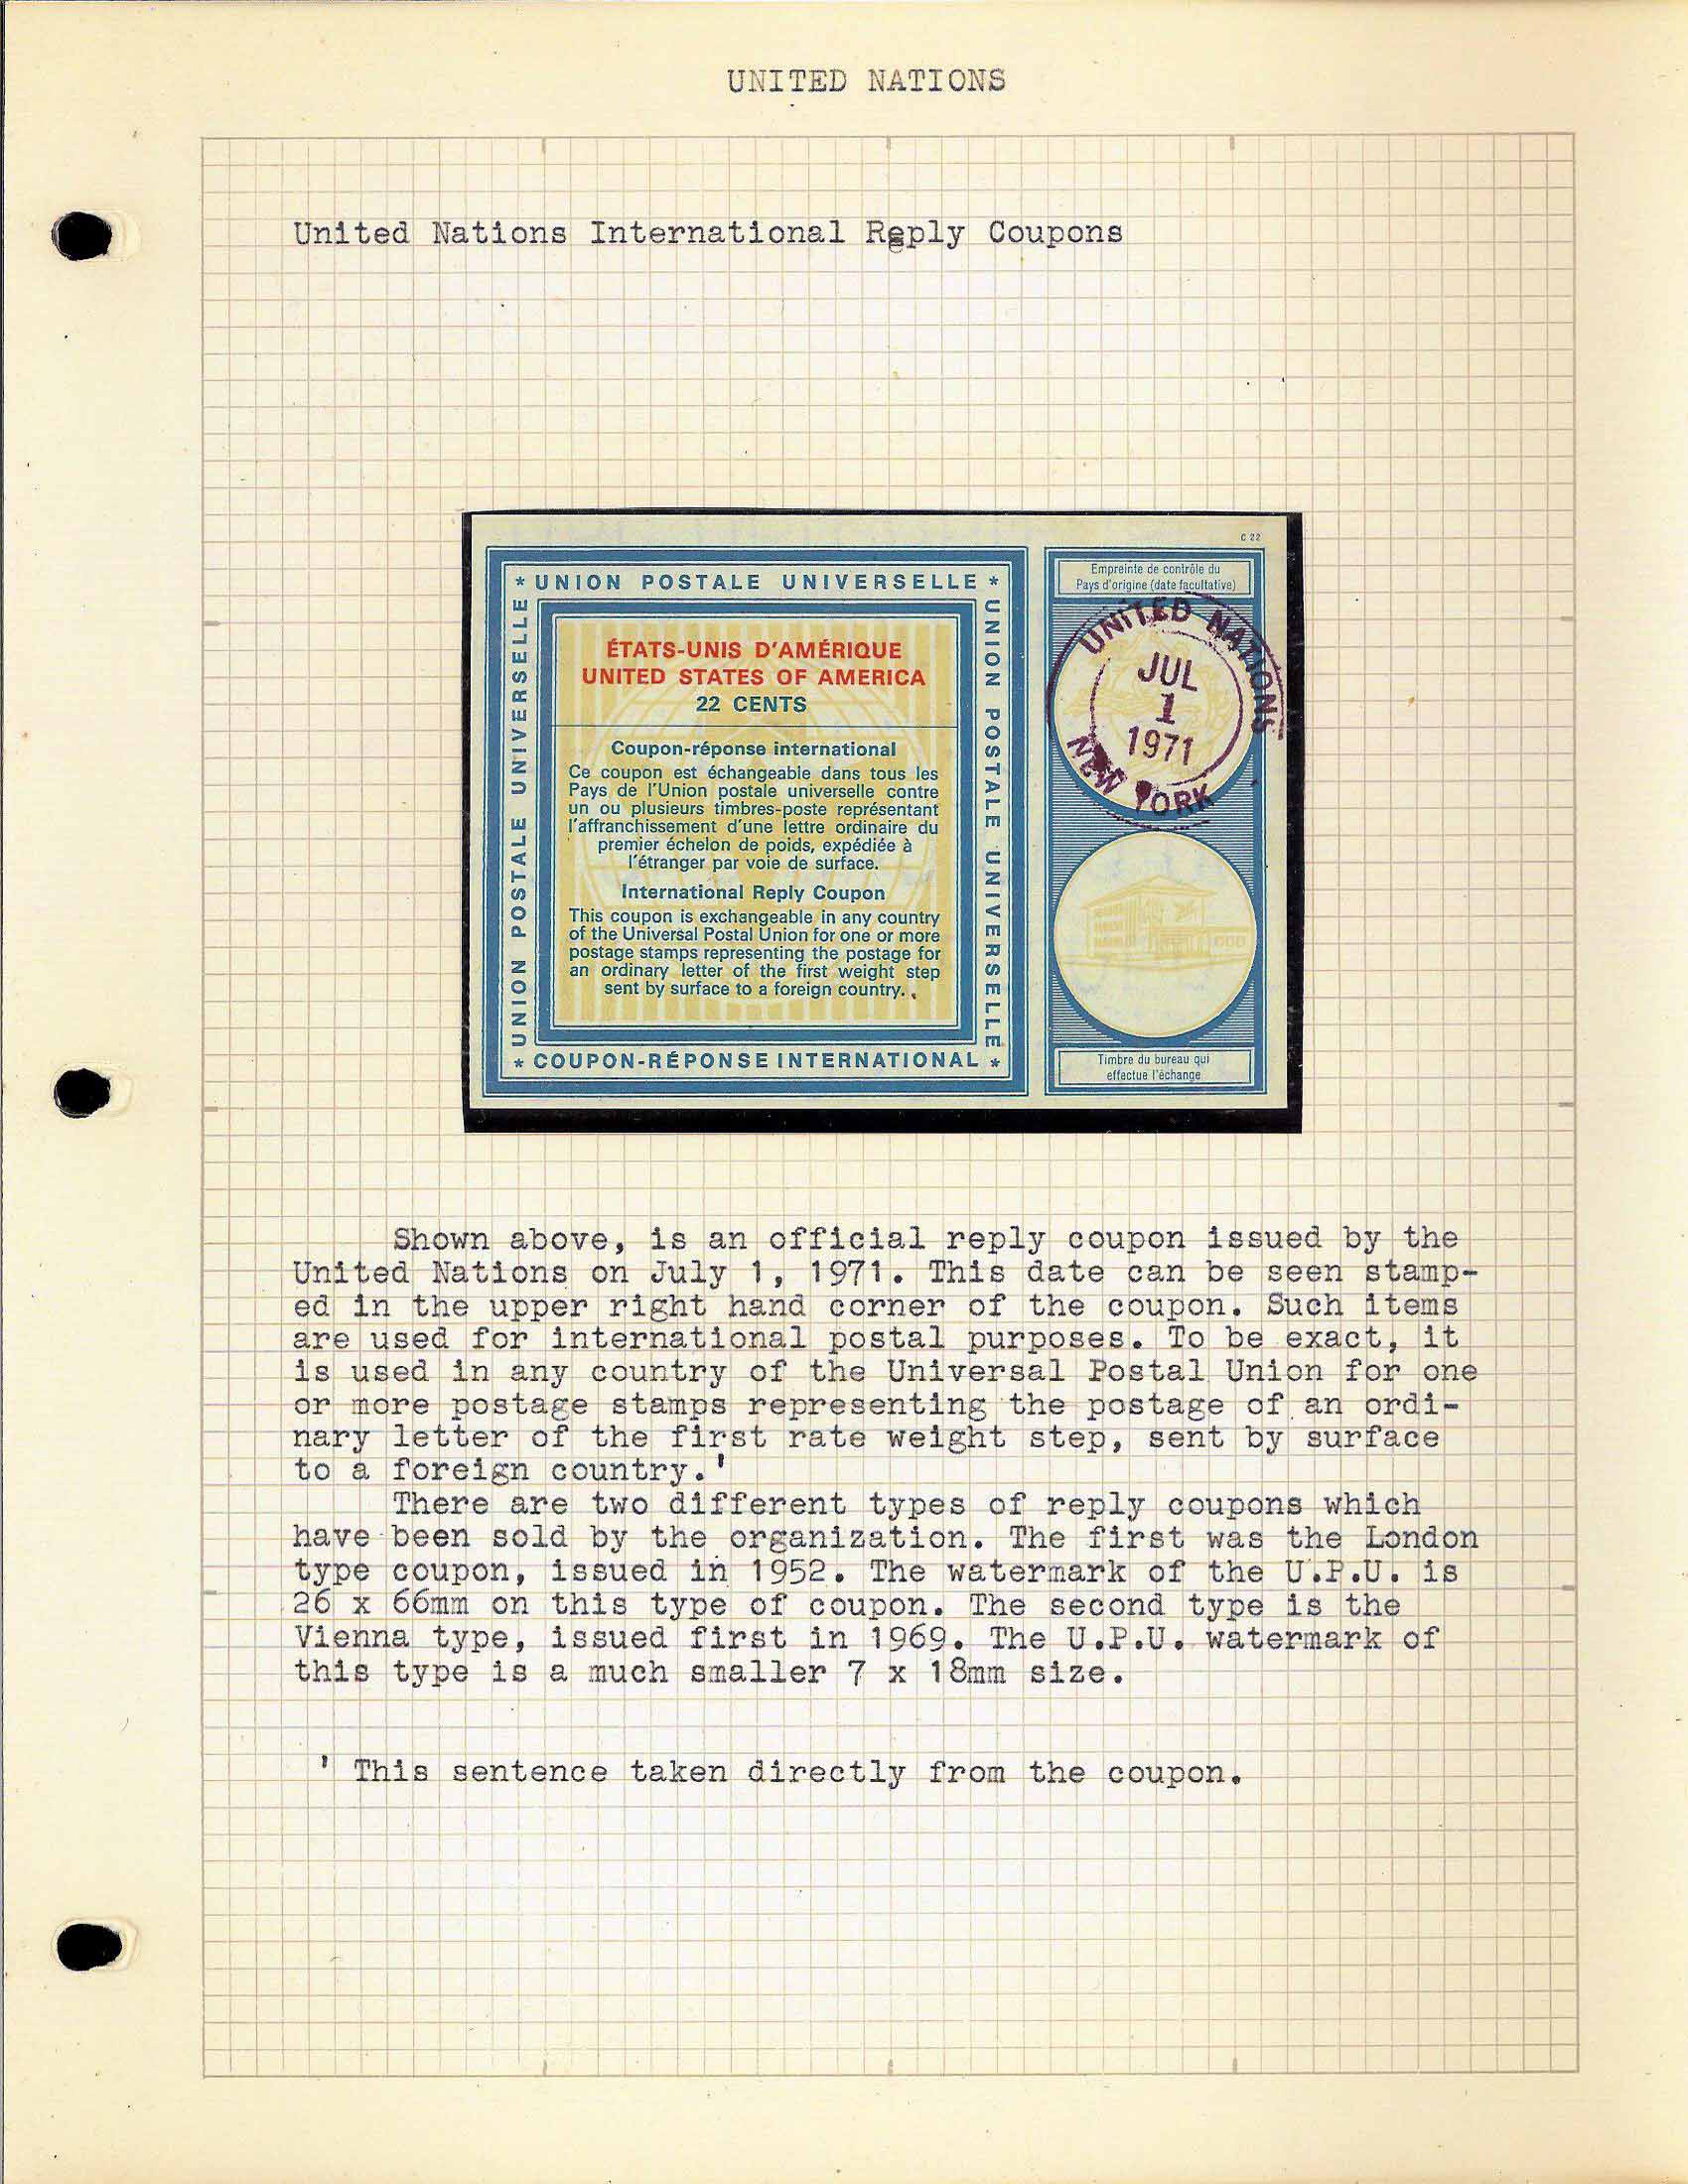 UNITED NATIONS
United Nations International Reply Coupons
C 22
* UNION POSTALE UNIVERSELLE *
UNION POSTALE UNIVERSELLE
UNION POSTALE UNIVERSELLE
ÉTATS-UNIS D'AMÉRIQUE
UNITED STATES OF AMERICA
22 CENTS
Coupon-réponse international
Ce coupon est échangeable dans tous les
Pays de l'Union postale universelle contre
un ou plusieurs timbres-poste représentant
l'affranchissement d'une lettre ordinaire du
premier échelon de poids, expédiée à
l'étranger par voie de surface.
International Reply Coupon
This coupon is exchangeable in any country
of the Universal Postal Union for one or more
postage stamps representing the postage for
an ordinary letter of the first weight step
sent by surface to a foreign country.
* COUPON-RÉPONSE INTERNATIONAL *
Empreinte de contrôle du
Pays d'origine (date facultative)
UNITED NATIONS
JUL
1
1971
NEW YORK
Timbre du bureau qui
effectue l'échange
Shown above, is an official reply coupon issued by the
United Nations on July 1, 1971. This date can be seen stamp-
ed in the upper right hand corner of the coupon. Such items
are used for international postal purposes. To be exact, it
is used in any country of the Universal Postal Union for one
or more postage stamps representing the postage of an ordi-
nary letter of the first rate weight step, sent by surface
to a foreign country.'
There are two different types of reply coupons which
have been sold by the organization. The first was the London
type coupon, issued in 1952. The watermark of the U.P.U. is
26 x 66mm on this type of coupon. The second type is the
Vienna type, issued first in 1969. The U.P.U. watermark of
this type is a much smaller 7 x 18mm size.
' This sentence taken directly from the coupon.